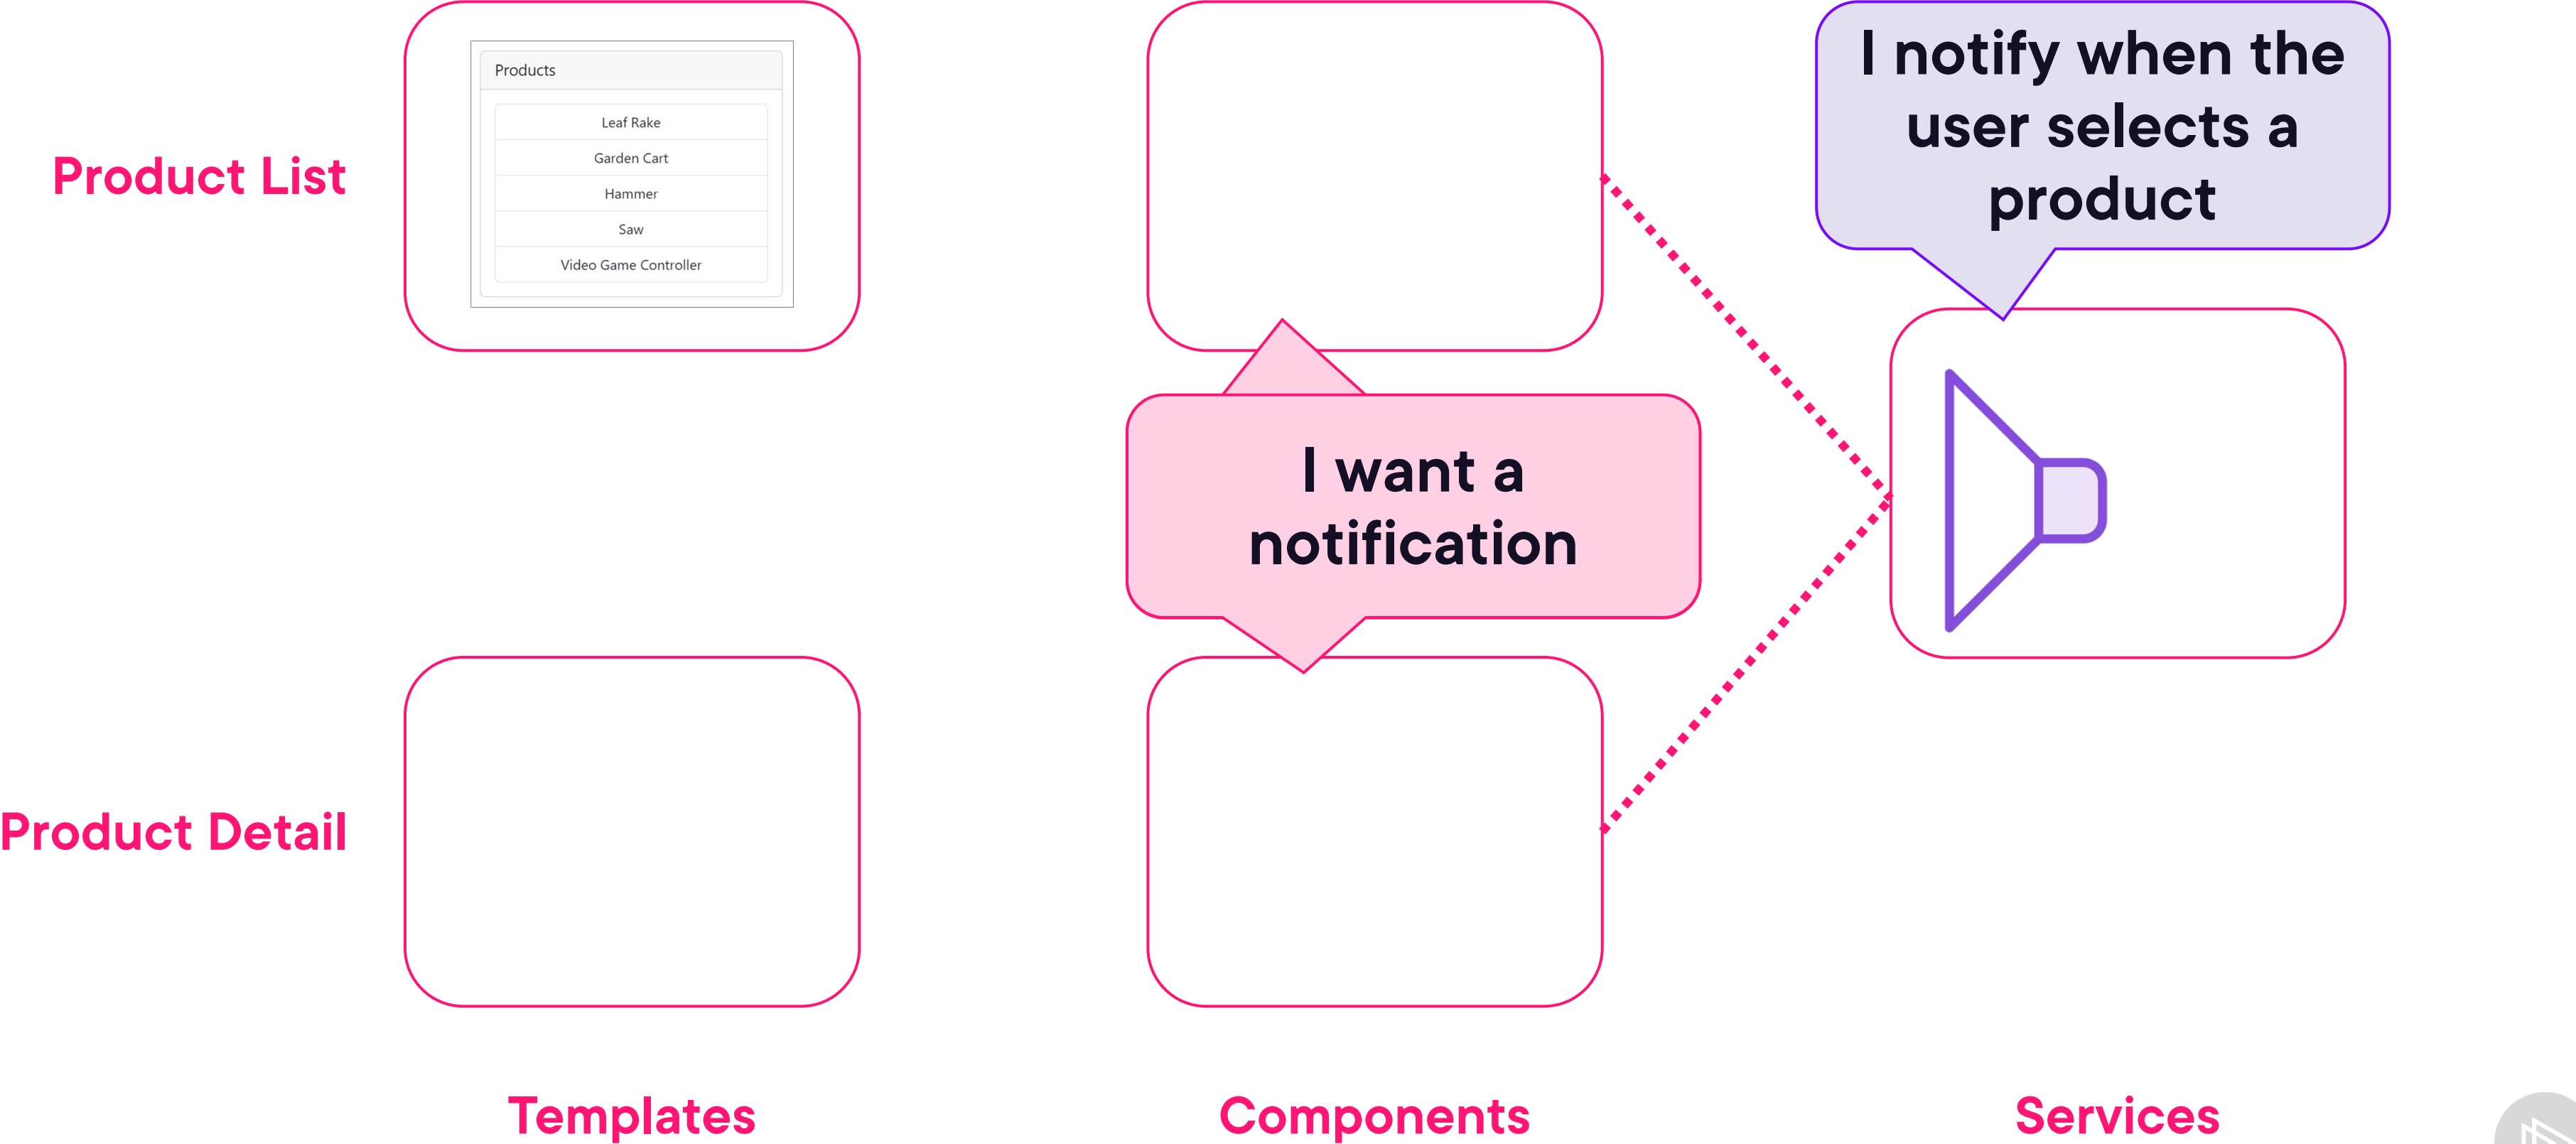 Product List
Products
Leaf Rake
Garden Cart
Hammer
Saw
Video Game Controller
I notify when the
user selects a
product
I want a
notification
Product Detail
Templates
Components
Services